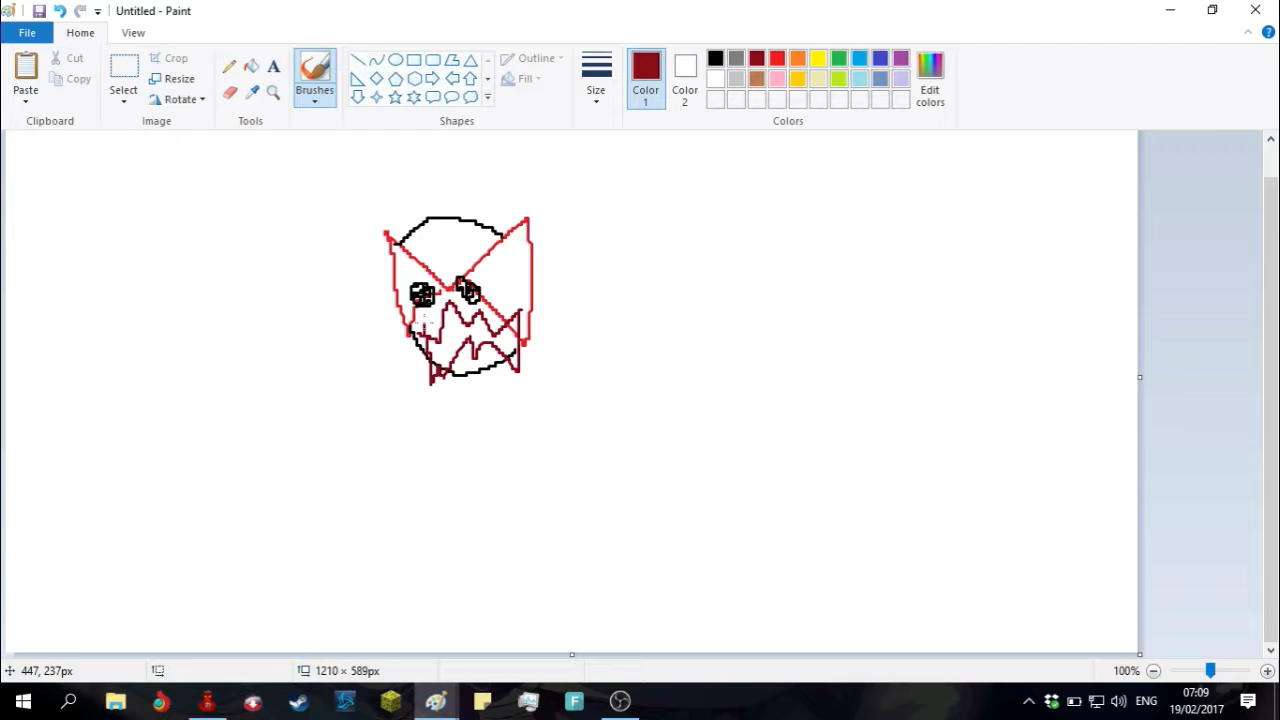 Untitled - Paint
File Home View
Paste Cut Copy Clipboard
Select Crop Resize Rotate Image
A Tools
Brushes
Outline Fill Shapes
Size
Color 1 Color 2 Edit colors Colors
447, 237px 1210 × 589px 100%
F ENG 07:09 19/02/2017